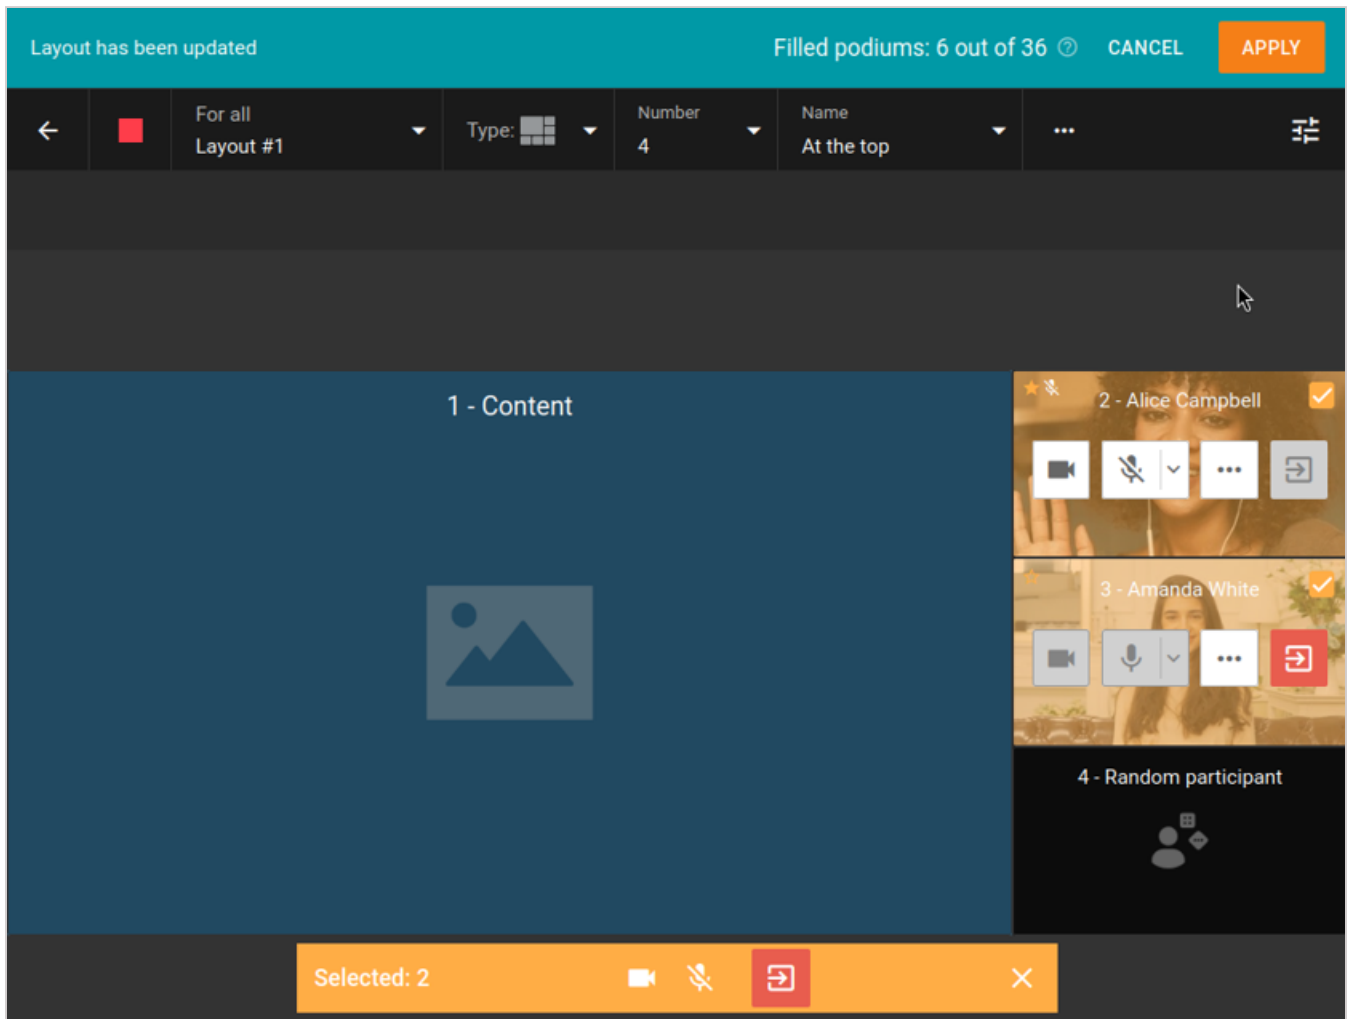 Layout has been updated
Filled podiums: 6 out of 36 ? CANCEL APPLY
For all
Layout #1
Type:
Number
4
Name
At the top
1 - Content
2 - Alice Campbell
3 - Amanda White
4 - Random participant
Selected: 2